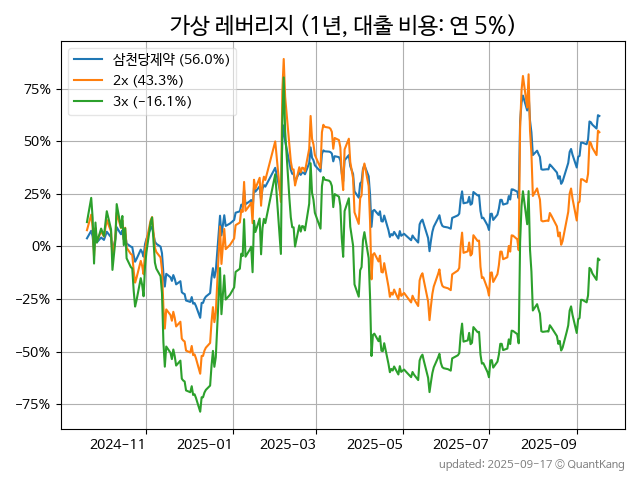 가상 레버리지 (1년, 대출 비용: 연 5%)
삼천당제약 (56.0%)
2x (43.3%)
3x (−16.1%)
75%
50%
25%
0%
−25%
−50%
−75%
2024-11 2025-01 2025-03 2025-05 2025-07 2025-09
updated: 2025-09-17 © QuantKang